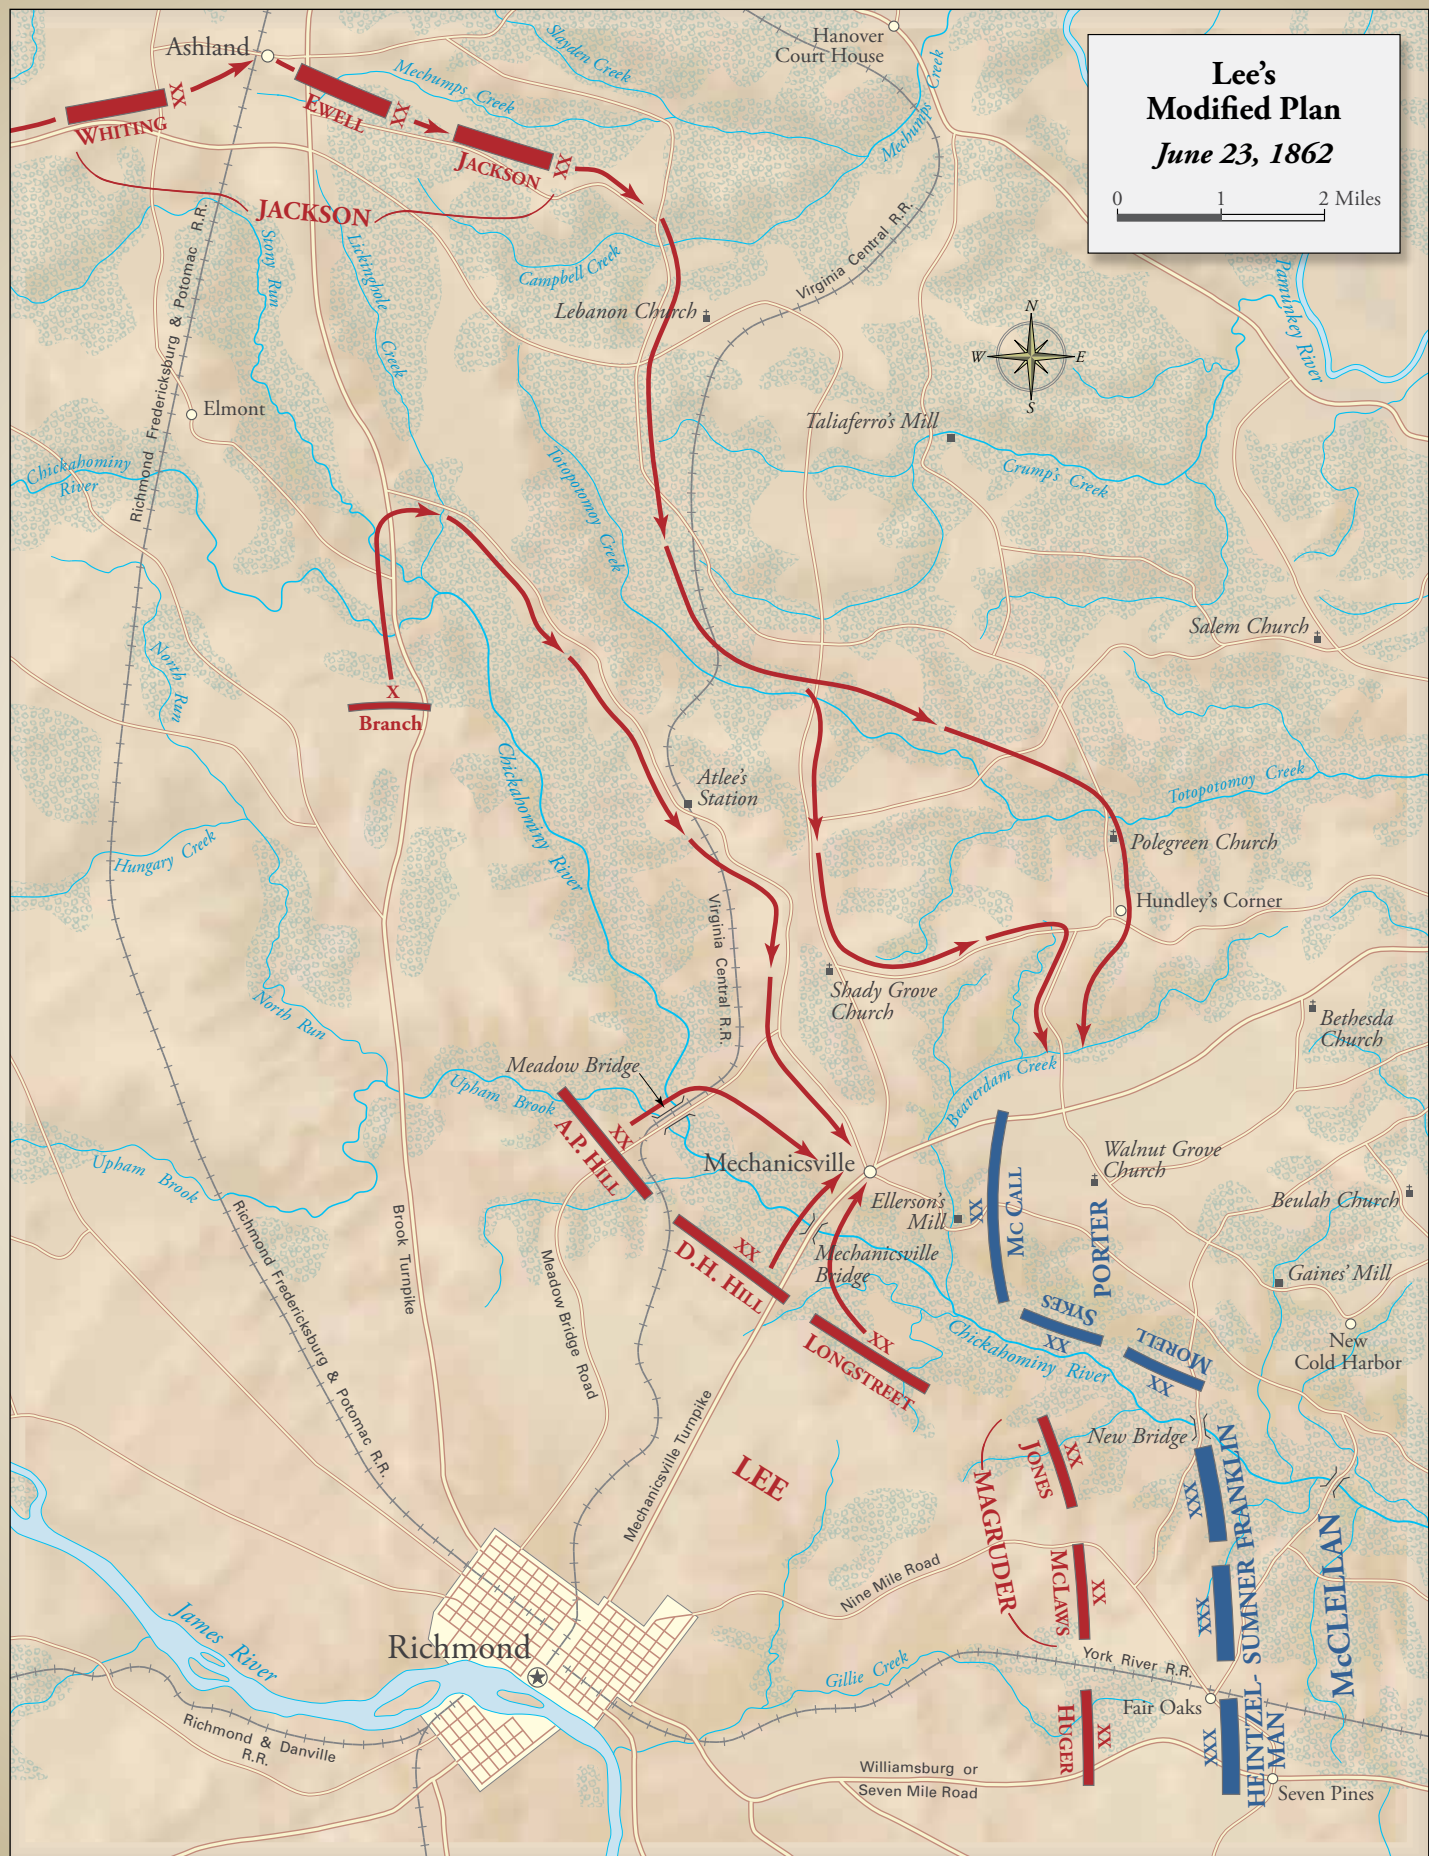 Lee's
Modified Plan
June 23, 1862
0 1 2 Miles
N
W E
S
Ashland
Hanover
Court House
Slayden Creek
Mechumps Creek
Mechumps Creek
XX
WHITING
EWELL
XX
JACKSON
XX
JACKSON
Stony Run
Lickinghole
Creek
Campbell Creek
Virginia Central R.R.
Lebanon Church
Pamunkey River
Richmond Fredericksburg & Potomac R.R.
Elmont
Taliaferro's Mill
Crump's Creek
Chickahominy
River
Totopotomoy Creek
Salem Church
North Run
X
Branch
Chickahominy River
Atlee's
Station
Totopotomoy Creek
Polegreen Church
Hungary Creek
Hundley's Corner
Virginia Central R.R.
Shady Grove
Church
Bethesda
Church
North Run
Meadow Bridge
Upham Brook
Beaverdam Creek
XX
A.P. HILL
Mechanicsville
Walnut Grove
Church
Upham Brook
Ellerson's
Mill
XX
MC CALL
PORTER
Beulah Church
Brook Turnpike
Richmond Fredericksburg & Potomac R.R.
Meadow Bridge Road
XX
D.H. HILL
Mechanicsville
Bridge
Gaines' Mill
SYKES
XX
MORELL
XX
New
Cold Harbor
Chickahominy River
XX
LONGSTREET
Mechanicsville Turnpike
LEE
XX
JONES
New Bridge
MAGRUDER
XXX
FRANKLIN
Nine Mile Road
XX
MCLAWS
XXX
SUMNER
McCLELLAN
James River
Richmond
Gillie Creek
York River R.R.
Fair Oaks
XX
HUGER
XXX
HEINTZEL-
MAN
Richmond & Danville
R.R.
Williamsburg or
Seven Mile Road
Seven Pines